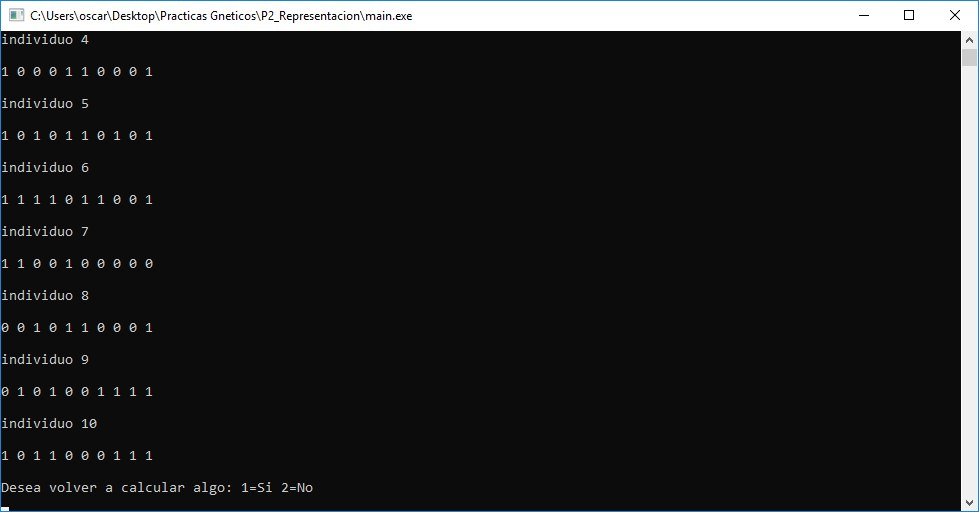 C:\Users\oscar\Desktop\Practicas Gneticos\P2_Representacion\main.exe
individuo 4
1 0 0 0 1 1 0 0 0 1
individuo 5
1 0 1 0 1 1 0 1 0 1
individuo 6
1 1 1 1 0 1 1 0 0 1
individuo 7
1 1 0 0 1 0 0 0 0 0
individuo 8
0 0 1 0 1 1 0 0 0 1
individuo 9
0 1 0 1 0 0 1 1 1 1
individuo 10
1 0 1 1 0 0 0 1 1 1
Desea volver a calcular algo: 1=Si 2=No